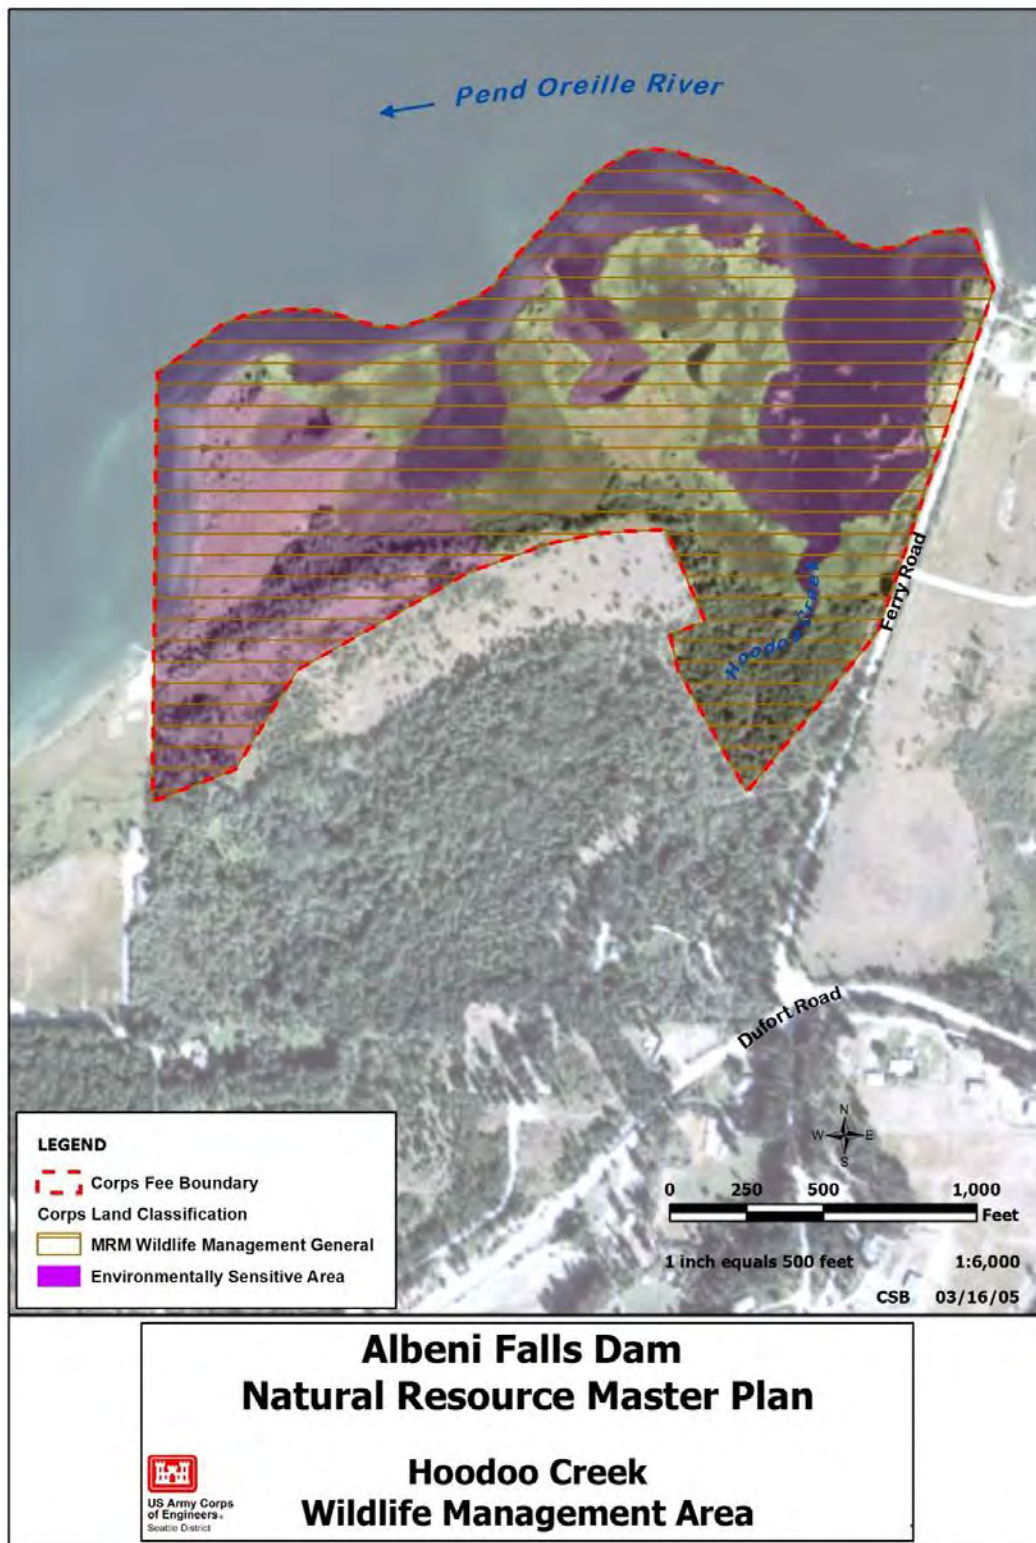 Pend Oreille River
Ferry Road
Hoodoo Creek
Dufort Road
LEGEND
Corps Fee Boundary
Corps Land Classification
MRM Wildlife Management General
Environmentally Sensitive Area
N
W E
S
0 250 500 1,000
Feet
1 inch equals 500 feet 1:6,000
CSB 03/16/05
Albeni Falls Dam
Natural Resource Master Plan
Hoodoo Creek
Wildlife Management Area
US Army Corps
of Engineers®
Seattle District